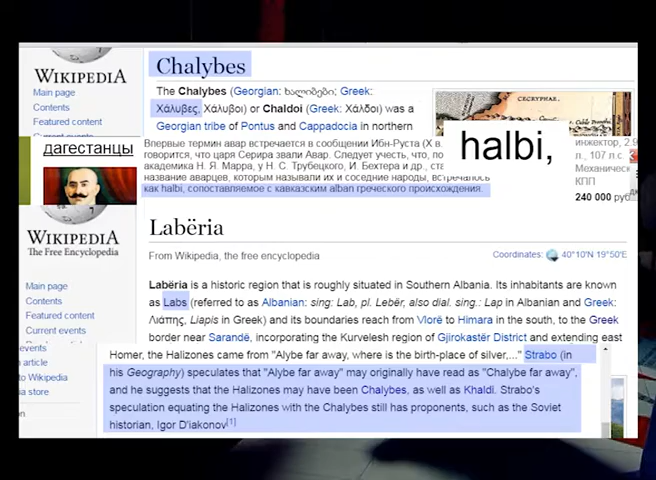 Chalybes
WIKIPEDIA
Main page
Contents
Featured content
The Chalybes (Georgian: ხალიბები; Greek:
Χάλυβες, Χάλυβοι) or Chaldoi (Greek: Χάλδοι) was a
Georgian tribe of Pontus and Cappadocia in northern
дагестанцы
Впервые термин авар встречается в сообщении Ибн-Руста (X в.
говорится, что царя Серира звали Авар. Следует учесть, что, по
академика Н. Я. Марра, у Н. С. Трубецкого, И. Бехтера и др.,
название аварцев, которым называли их и соседние народы, встречалось
как halbi, сопоставляемое с кавказским alban греческого происхождения.
halbi,
инжектор, 2.9
л., 107 л.с.
Механическ
КПП
240 000 руб
WIKIPEDIA
The Free Encyclopedia
Main page
Contents
Featured content
Current events
Labëria
From Wikipedia, the free encyclopedia
Coordinates: 40°10′N 19°50′E
Labëria is a historic region that is roughly situated in Southern Albania. Its inhabitants are known
as Labs (referred to as Albanian: sing: Lab, pl. Lebër, also dial. sing.: Lap in Albanian and Greek:
Λιάπης, Liapis in Greek) and its boundaries reach from Vlorë to Himara in the south, to the Greek
border near Sarandë, incorporating the Kurvelesh region of Gjirokastër District and extending east
events
article
to Wikipedia
a store
Homer, the Halizones came from "Alybe far away, where is the birth-place of silver,..." Strabo (in
his Geography) speculates that "Alybe far away" may originally have read as "Chalybe far away",
and he suggests that the Halizones may have been Chalybes, as well as Khaldi. Strabo's
speculation equating the Halizones with the Chalybes still has proponents, such as the Soviet
historian, Igor D'iakonov[1]